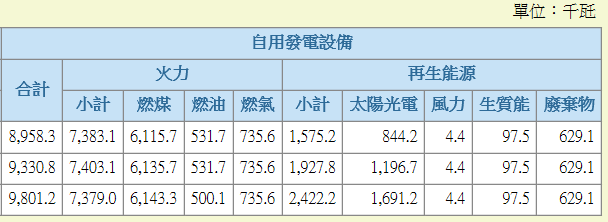 單位：千瓩
自用發電設備
合計 火力 再生能源
小計 燃煤 燃油 燃氣 小計 太陽光電 風力 生質能 廢棄物
8,958.3 7,383.1 6,115.7 531.7 735.6 1,575.2 844.2 4.4 97.5 629.1
9,330.8 7,403.1 6,135.7 531.7 735.6 1,927.8 1,196.7 4.4 97.5 629.1
9,801.2 7,379.0 6,143.3 500.1 735.6 2,422.2 1,691.2 4.4 97.5 629.1